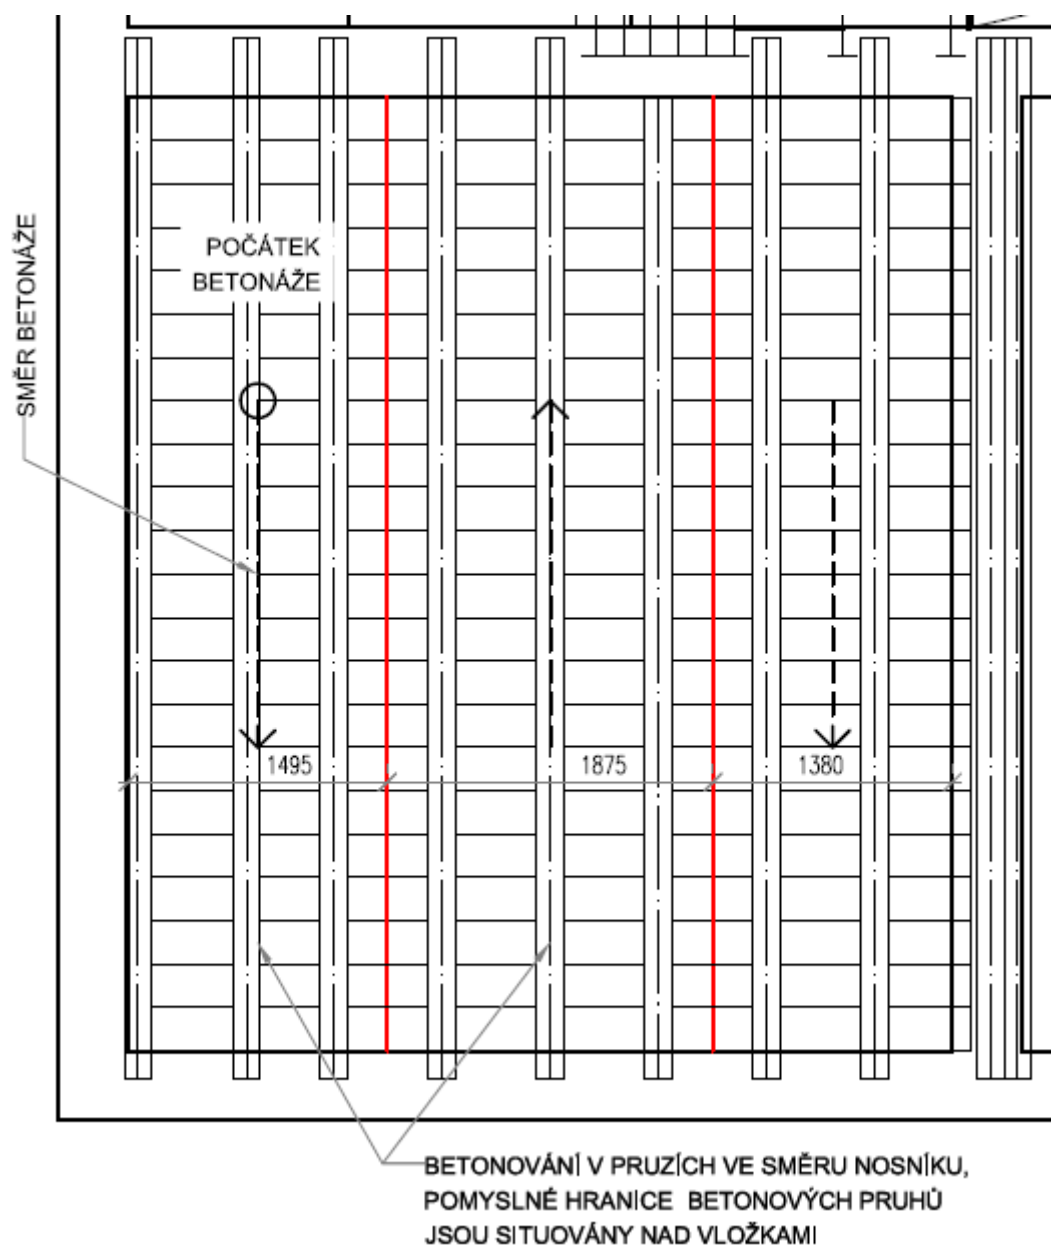 POČÁTEK
BETONÁŽE
SMĚR BETONÁŽE
1495
1875
1380
BETONOVÁNÍ V PRUZÍCH VE SMĚRU NOSNÍKU,
POMYSLNÉ HRANICE BETONOVÝCH PRUHŮ
JSOU SITUOVÁNY NAD VLOŽKAMI